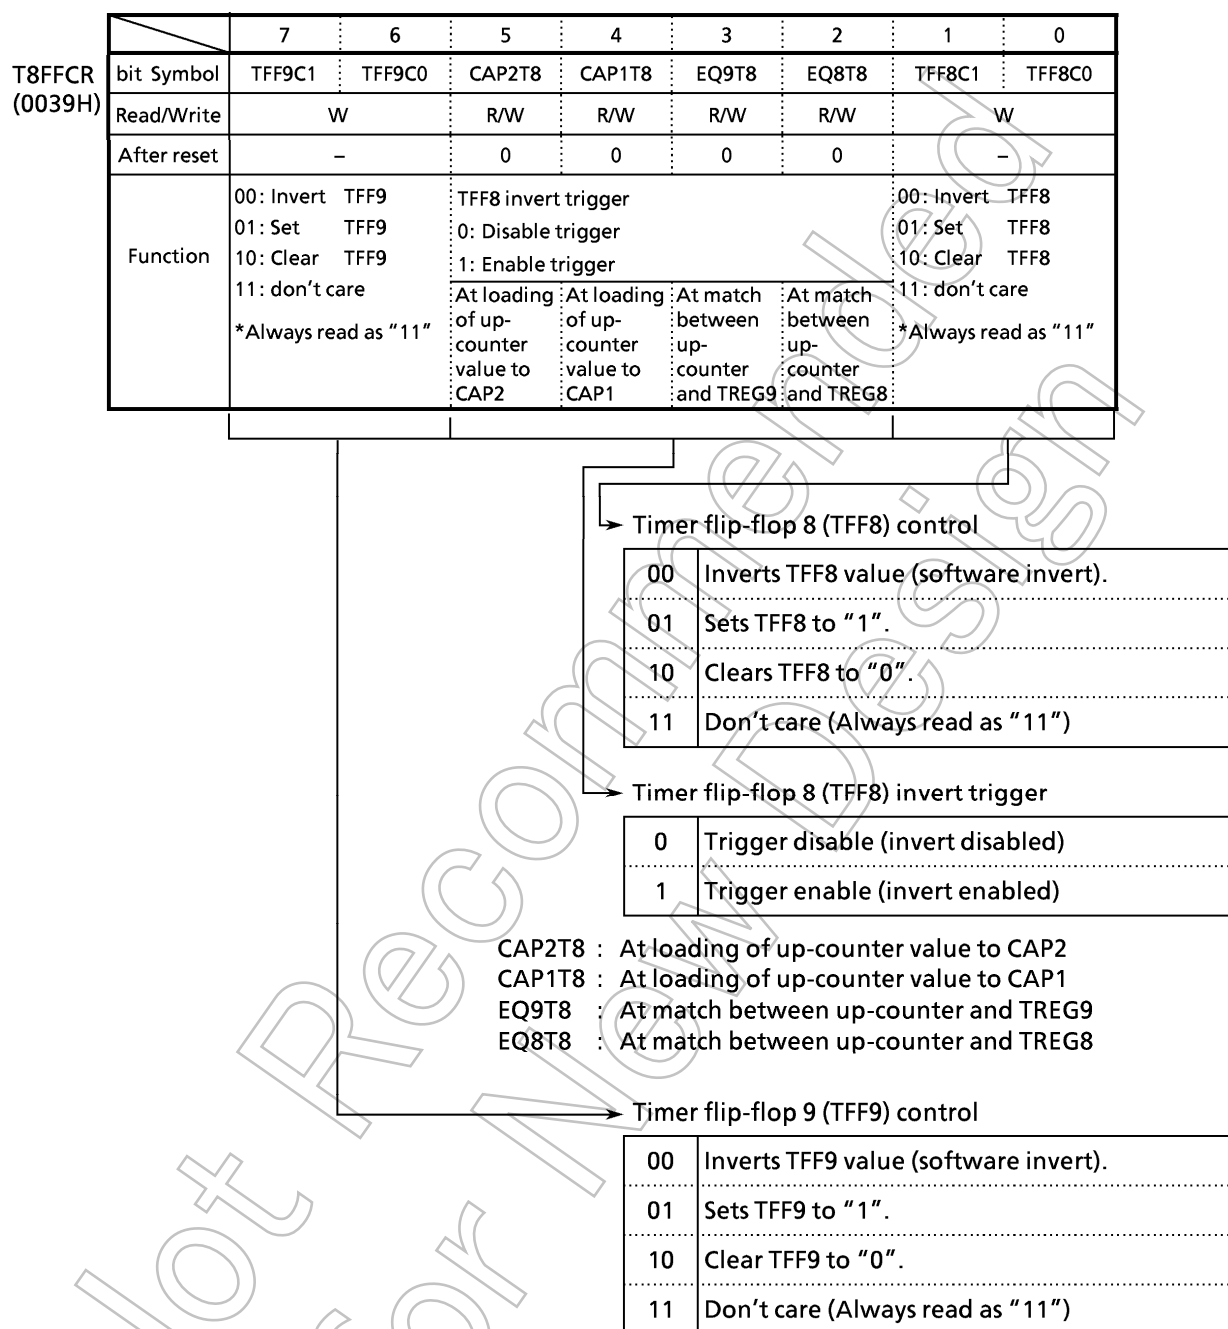 7 6 5 4 3 2 1 0
T8FFCR
(0039H)
bit Symbol TFF9C1 TFF9C0 CAP2T8 CAP1T8 EQ9T8 EQ8T8 TFF8C1 TFF8C0
Read/Write W R/W R/W R/W R/W W
After reset – 0 0 0 0 –
Function
00: Invert TFF9
01: Set TFF9
10: Clear TFF9
11: don't care
*Always read as "11"
TFF8 invert trigger
0: Disable trigger
1: Enable trigger
At loading
of up-
counter
value to
CAP2
At loading
of up-
counter
value to
CAP1
At match
between
up-
counter
and TREG9
At match
between
up-
counter
and TREG8
00: Invert TFF8
01: Set TFF8
10: Clear TFF8
11: don't care
*Always read as "11"
Timer flip-flop 8 (TFF8) control
00 Inverts TFF8 value (software invert).
01 Sets TFF8 to "1".
10 Clears TFF8 to "0".
11 Don't care (Always read as "11")
Timer flip-flop 8 (TFF8) invert trigger
0 Trigger disable (invert disabled)
1 Trigger enable (invert enabled)
CAP2T8 : At loading of up-counter value to CAP2
CAP1T8 : At loading of up-counter value to CAP1
EQ9T8 : At match between up-counter and TREG9
EQ8T8 : At match between up-counter and TREG8
Timer flip-flop 9 (TFF9) control
00 Inverts TFF9 value (software invert).
01 Sets TFF9 to "1".
10 Clear TFF9 to "0".
11 Don't care (Always read as "11")
Not Recommended
for New Design